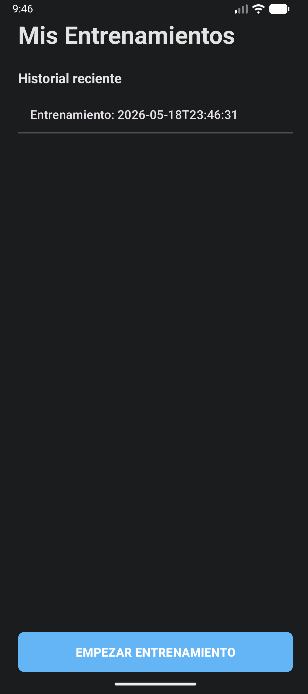 9:46
Mis Entrenamientos
Historial reciente
Entrenamiento: 2026-05-18T23:46:31
EMPEZAR ENTRENAMIENTO